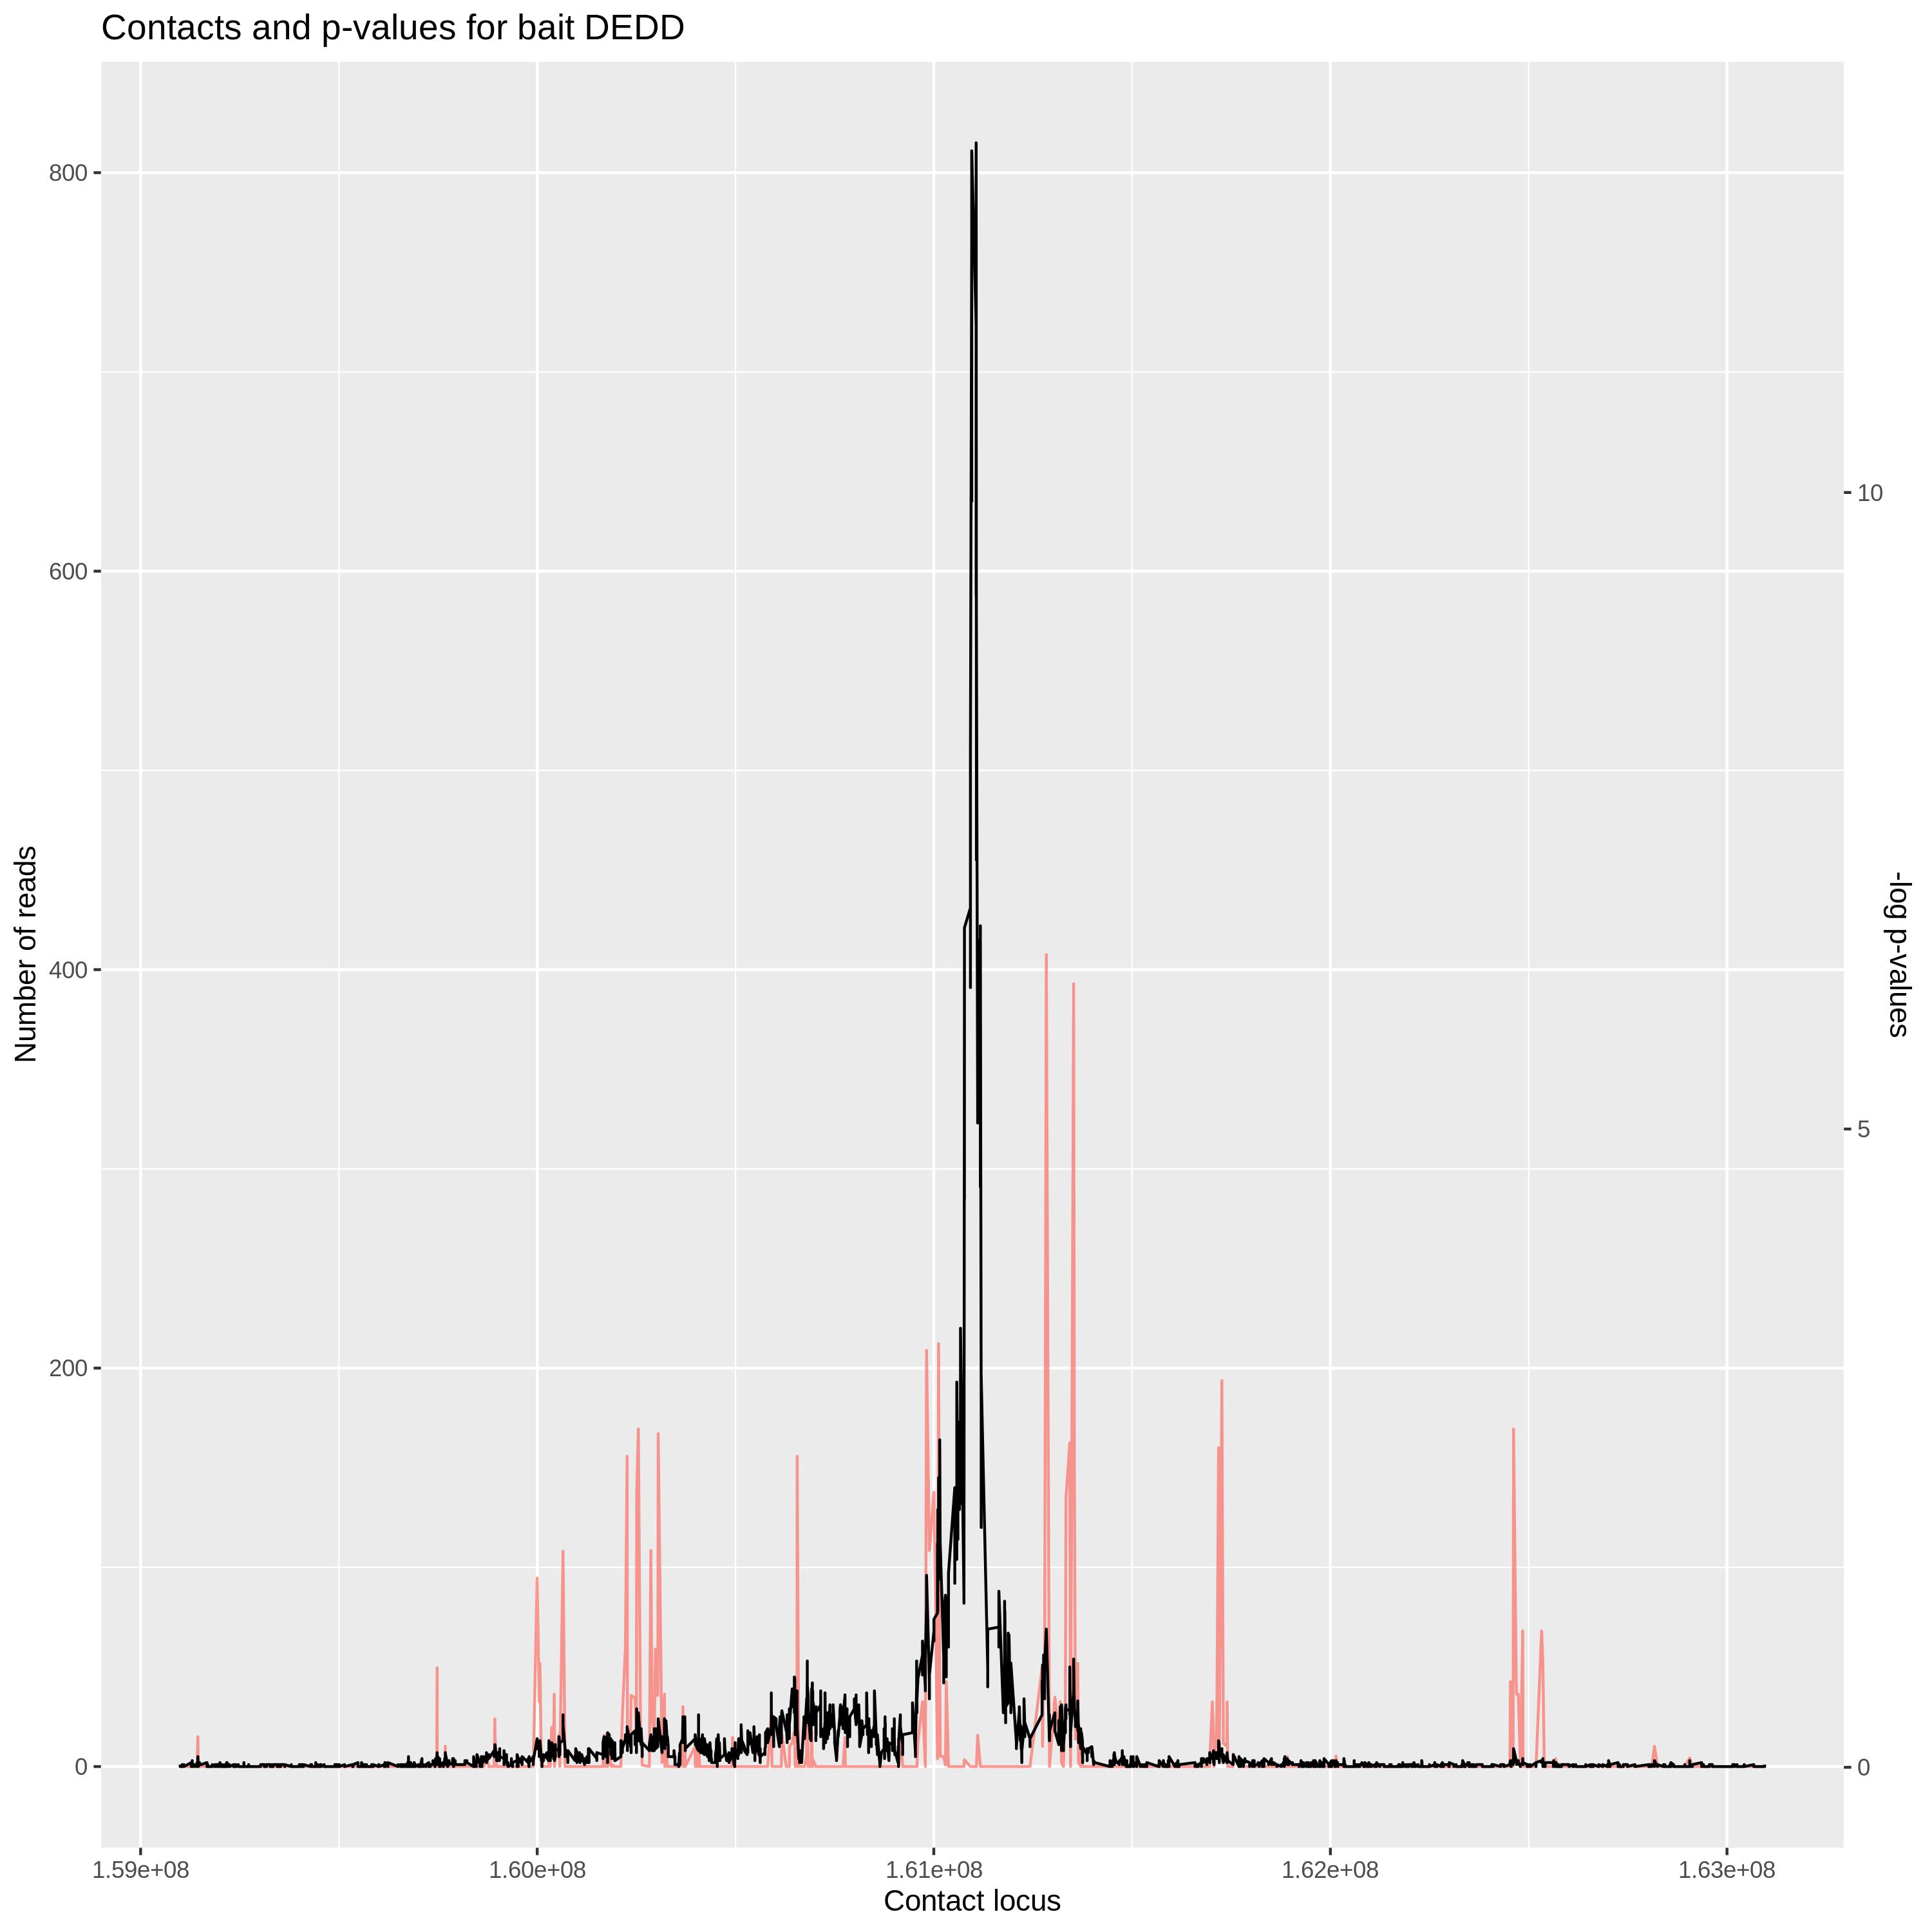 Contacts and p-values for bait DEDD
800
600
400
200
0
Number of reads
10
5
0
-log p-values
1.59e+08
1.60e+08
1.61e+08
1.62e+08
1.63e+08
Contact locus